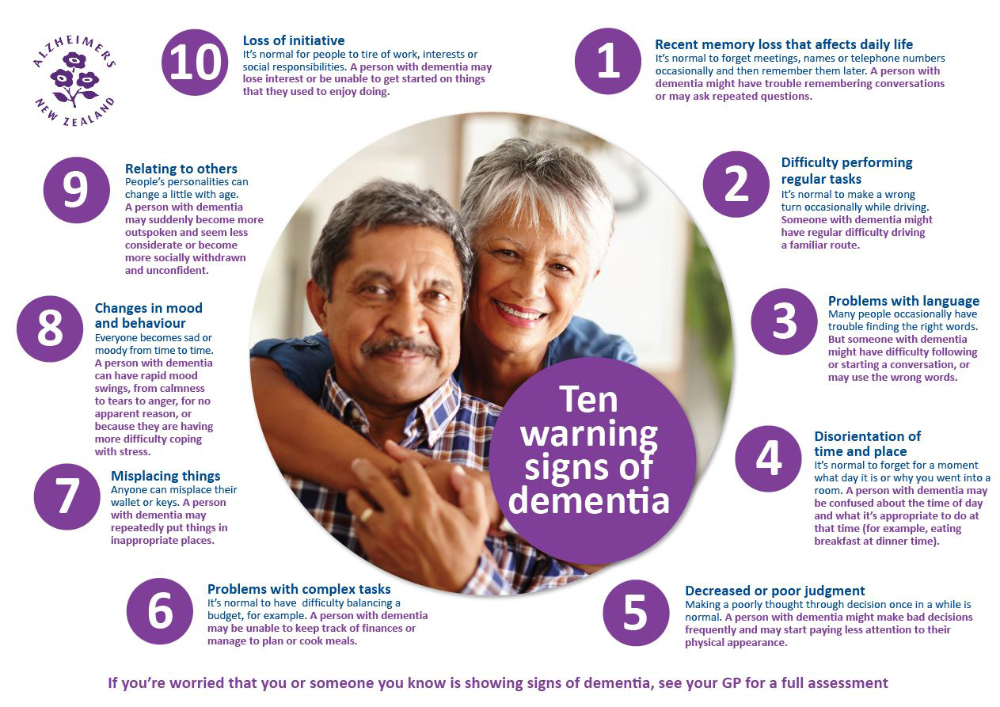 ALZHEIMERS
NEW ZEALAND
Ten
warning
signs of
dementia
1
Recent memory loss that affects daily life
It's normal to forget meetings, names or telephone numbers
occasionally and then remember them later. A person with
dementia might have trouble remembering conversations
or may ask repeated questions.
2
Difficulty performing
regular tasks
It's normal to make a wrong
turn occasionally while driving.
Someone with dementia might
have regular difficulty driving
a familiar route.
3
Problems with language
Many people occasionally have
trouble finding the right words.
But someone with dementia
might have difficulty following
or starting a conversation, or
may use the wrong words.
4
Disorientation of
time and place
It's normal to forget for a moment
what day it is or why you went into a
room. A person with dementia may
be confused about the time of day
and what it's appropriate to do at
that time (for example, eating
breakfast at dinner time).
5
Decreased or poor judgment
Making a poorly thought through decision once in a while is
normal. A person with dementia might make bad decisions
frequently and may start paying less attention to their
physical appearance.
6
Problems with complex tasks
It's normal to have difficulty balancing a
budget, for example. A person with dementia
may be unable to keep track of finances or
manage to plan or cook meals.
7
Misplacing things
Anyone can misplace their
wallet or keys. A person
with dementia may
repeatedly put things in
inappropriate places.
8
Changes in mood
and behaviour
Everyone becomes sad or
moody from time to time.
A person with dementia
can have rapid mood
swings, from calmness
to tears to anger, for no
apparent reason, or
because they are having
more difficulty coping
with stress.
9
Relating to others
People's personalities can
change a little with age.
A person with dementia
may suddenly become more
outspoken and seem less
considerate or become
more socially withdrawn
and unconfident.
10
Loss of initiative
It's normal for people to tire of work, interests or
social responsibilities. A person with dementia may
lose interest or be unable to get started on things
that they used to enjoy doing.
If you're worried that you or someone you know is showing signs of dementia, see your GP for a full assessment